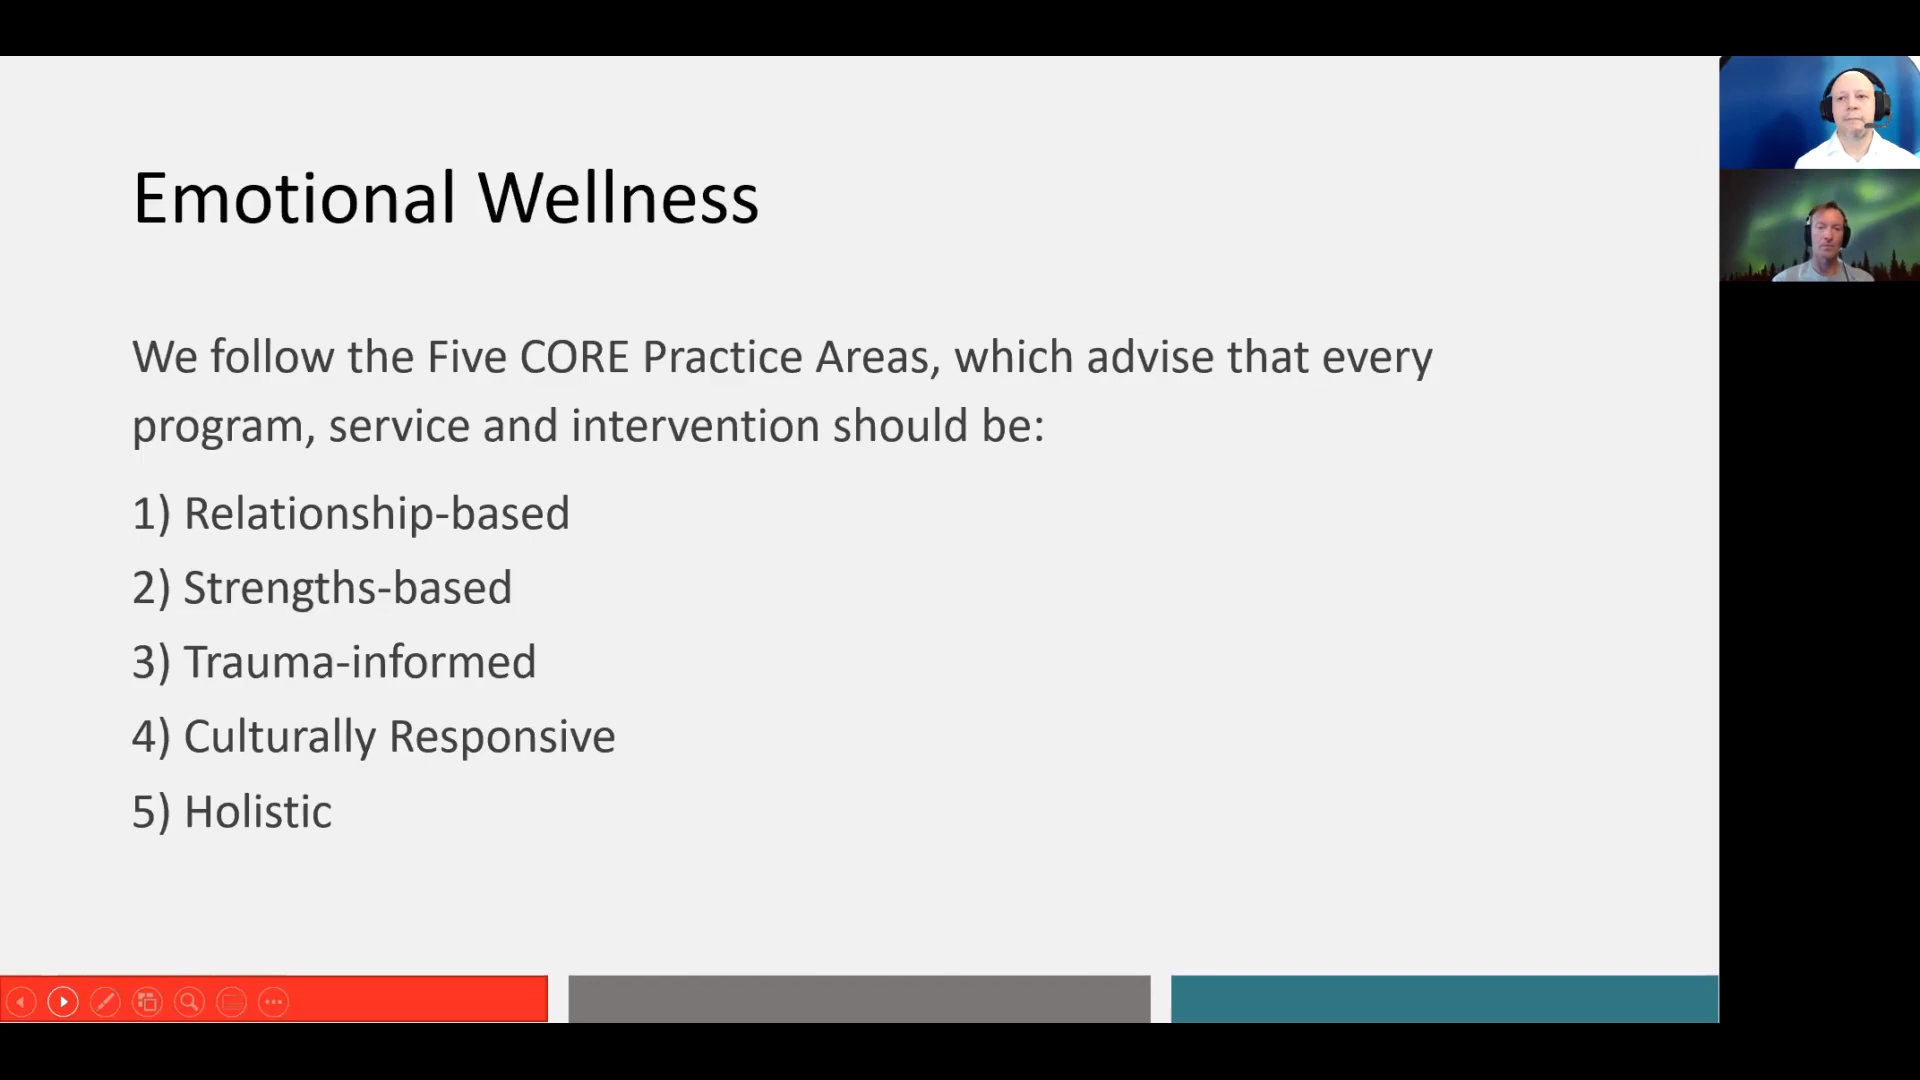 Emotional Wellness
We follow the Five CORE Practice Areas, which advise that every
program, service and intervention should be:
1) Relationship-based
2) Strengths-based
3) Trauma-informed
4) Culturally Responsive
5) Holistic